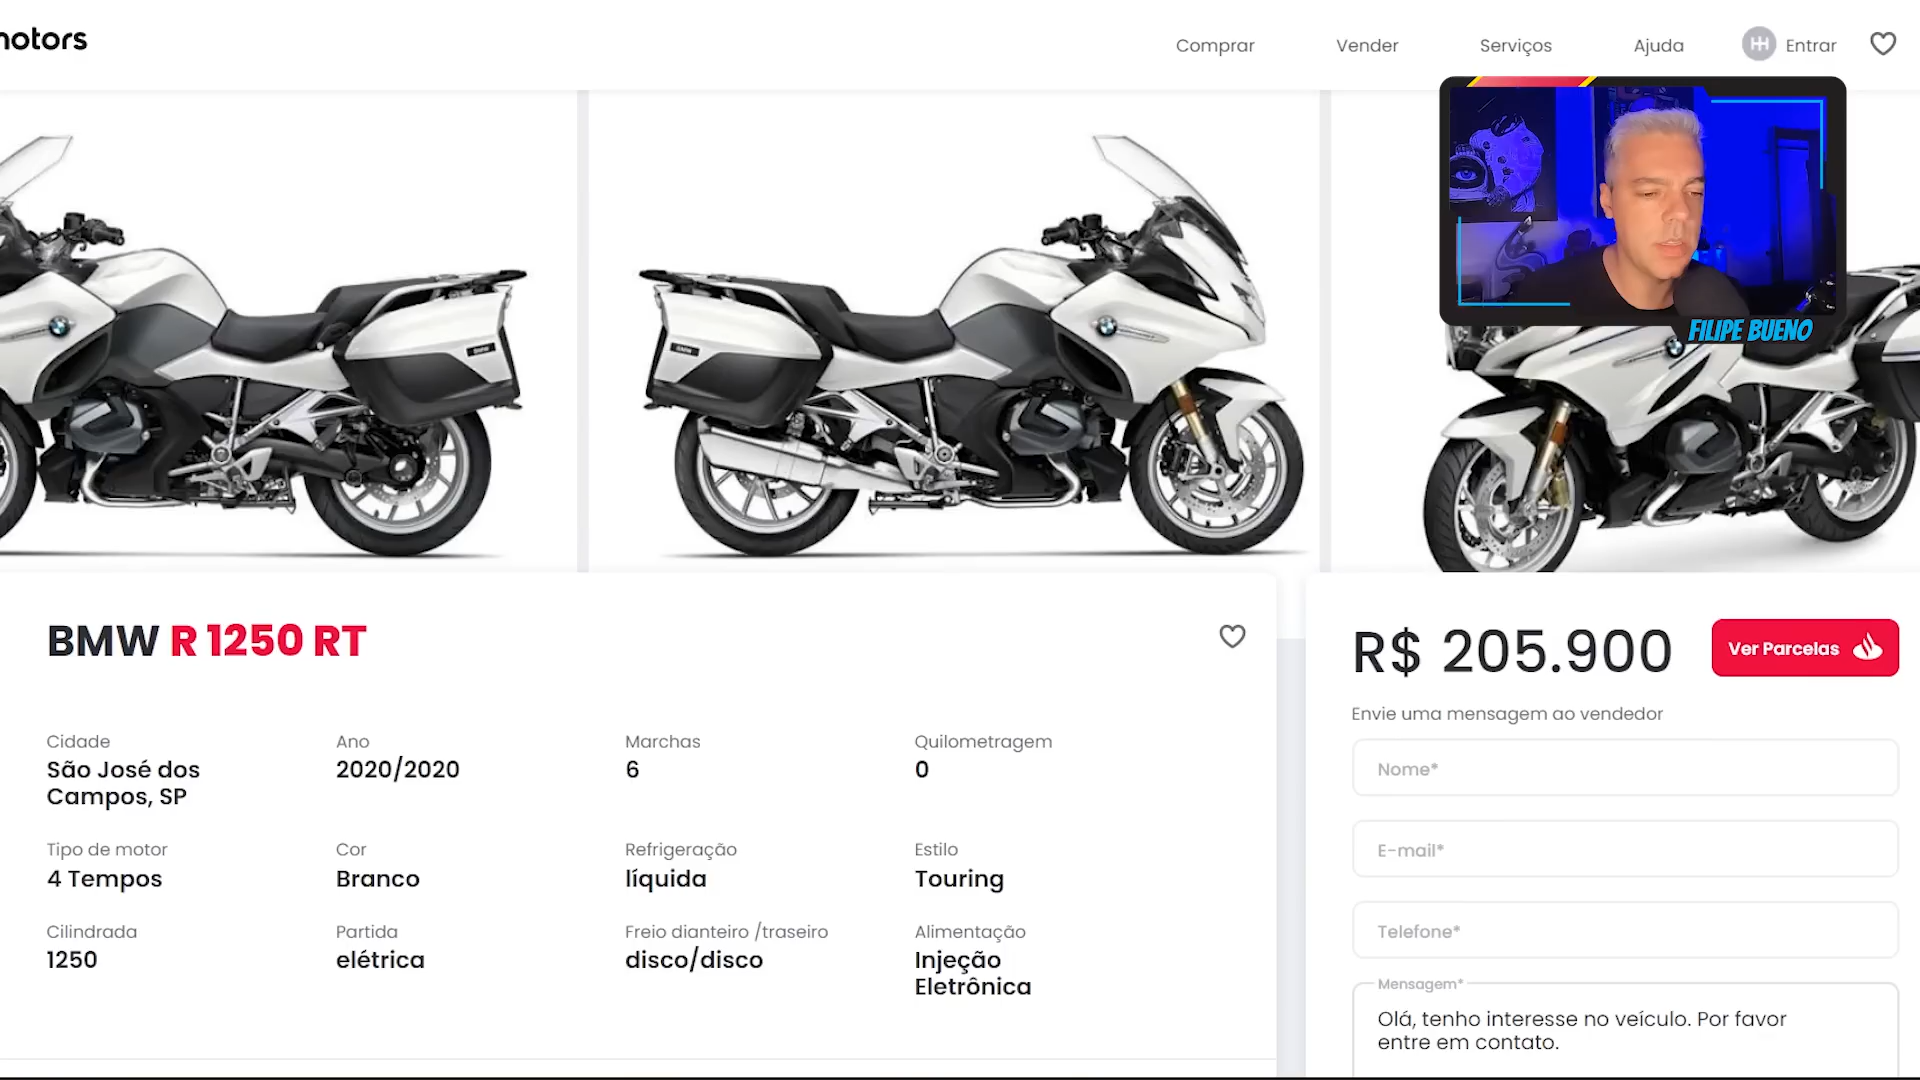 motors
Comprar
Vender
Serviços
Ajuda
Entrar
FILIPE BUENO
BMW R 1250 RT
Cidade
São José dos
Campos, SP
Ano
2020/2020
Marchas
6
Quilometragem
0
Tipo de motor
4 Tempos
Cor
Branco
Refrigeração
líquida
Estilo
Touring
Cilindrada
1250
Partida
elétrica
Freio dianteiro /traseiro
disco/disco
Alimentação
Injeção
Eletrônica
R$ 205.900
Ver Parcelas
Envie uma mensagem ao vendedor
Nome*
E-mail*
Telefone*
Mensagem*
Olá, tenho interesse no veículo. Por favor
entre em contato.